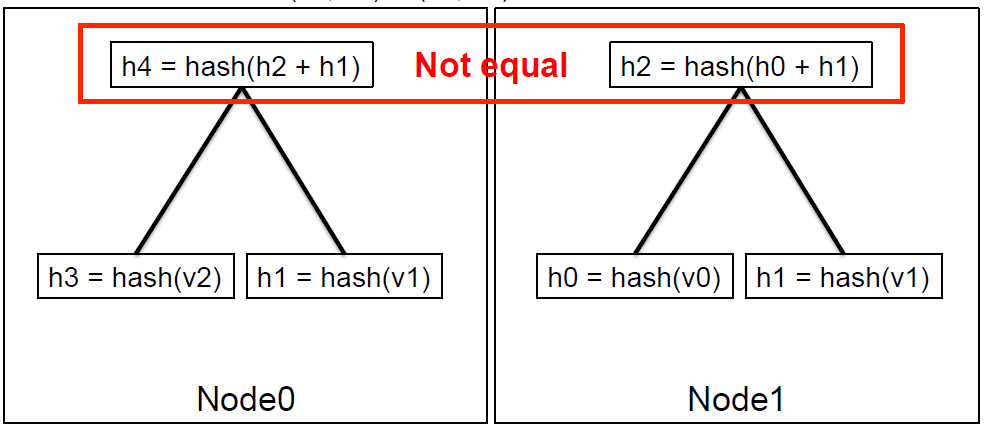 h4 = hash(h2 + h1)
Not equal
h2 = hash(h0 + h1)
h3 = hash(v2)
h1 = hash(v1)
h0 = hash(v0)
h1 = hash(v1)
Node0
Node1